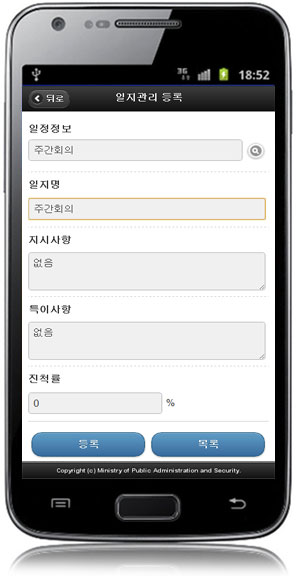 3G 18:52
뒤로 일지관리 등록
일정정보
주간회의
일지명
주간회의
지시사항
없음
특이사항
없음
진척률
0 %
등록 목록
Copyright (c) Ministry of Public Administration and Security.